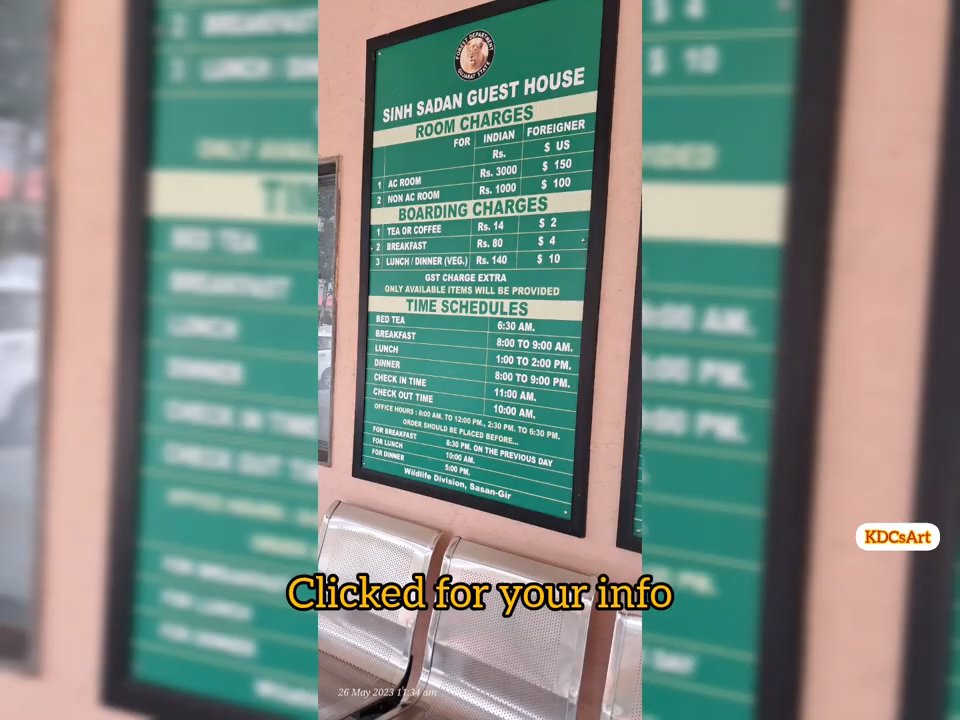 FOREST DEPARTMENT
GUJARAT STATE
SINH SADAN GUEST HOUSE
ROOM CHARGES
FOR INDIAN FOREIGNER
Rs. $ US
1 AC ROOM Rs. 3000 $ 150
2 NON AC ROOM Rs. 1000 $ 100
BOARDING CHARGES
1 TEA OR COFFEE Rs. 14 $ 2
2 BREAKFAST Rs. 80 $ 4
3 LUNCH / DINNER (VEG.) Rs. 140 $ 10
GST CHARGE EXTRA
ONLY AVAILABLE ITEMS WILL BE PROVIDED
TIME SCHEDULES
BED TEA 6:30 AM.
BREAKFAST 8:00 TO 9:00 AM.
LUNCH 1:00 TO 2:00 PM.
DINNER 8:00 TO 9:00 PM.
CHECK IN TIME 11:00 AM.
CHECK OUT TIME 10:00 AM.
OFFICE HOURS : 8:00 AM. TO 12:00 PM., 2:30 PM. TO 6:30 PM.
ORDER SHOULD BE PLACED BEFORE...
FOR BREAKFAST 8:30 PM. ON THE PREVIOUS DAY
FOR LUNCH 10:00 AM.
FOR DINNER 5:00 PM.
Wildlife Division, Sasan-Gir
KDCsArt
Clicked for your info
26 May 2023 11:34 am